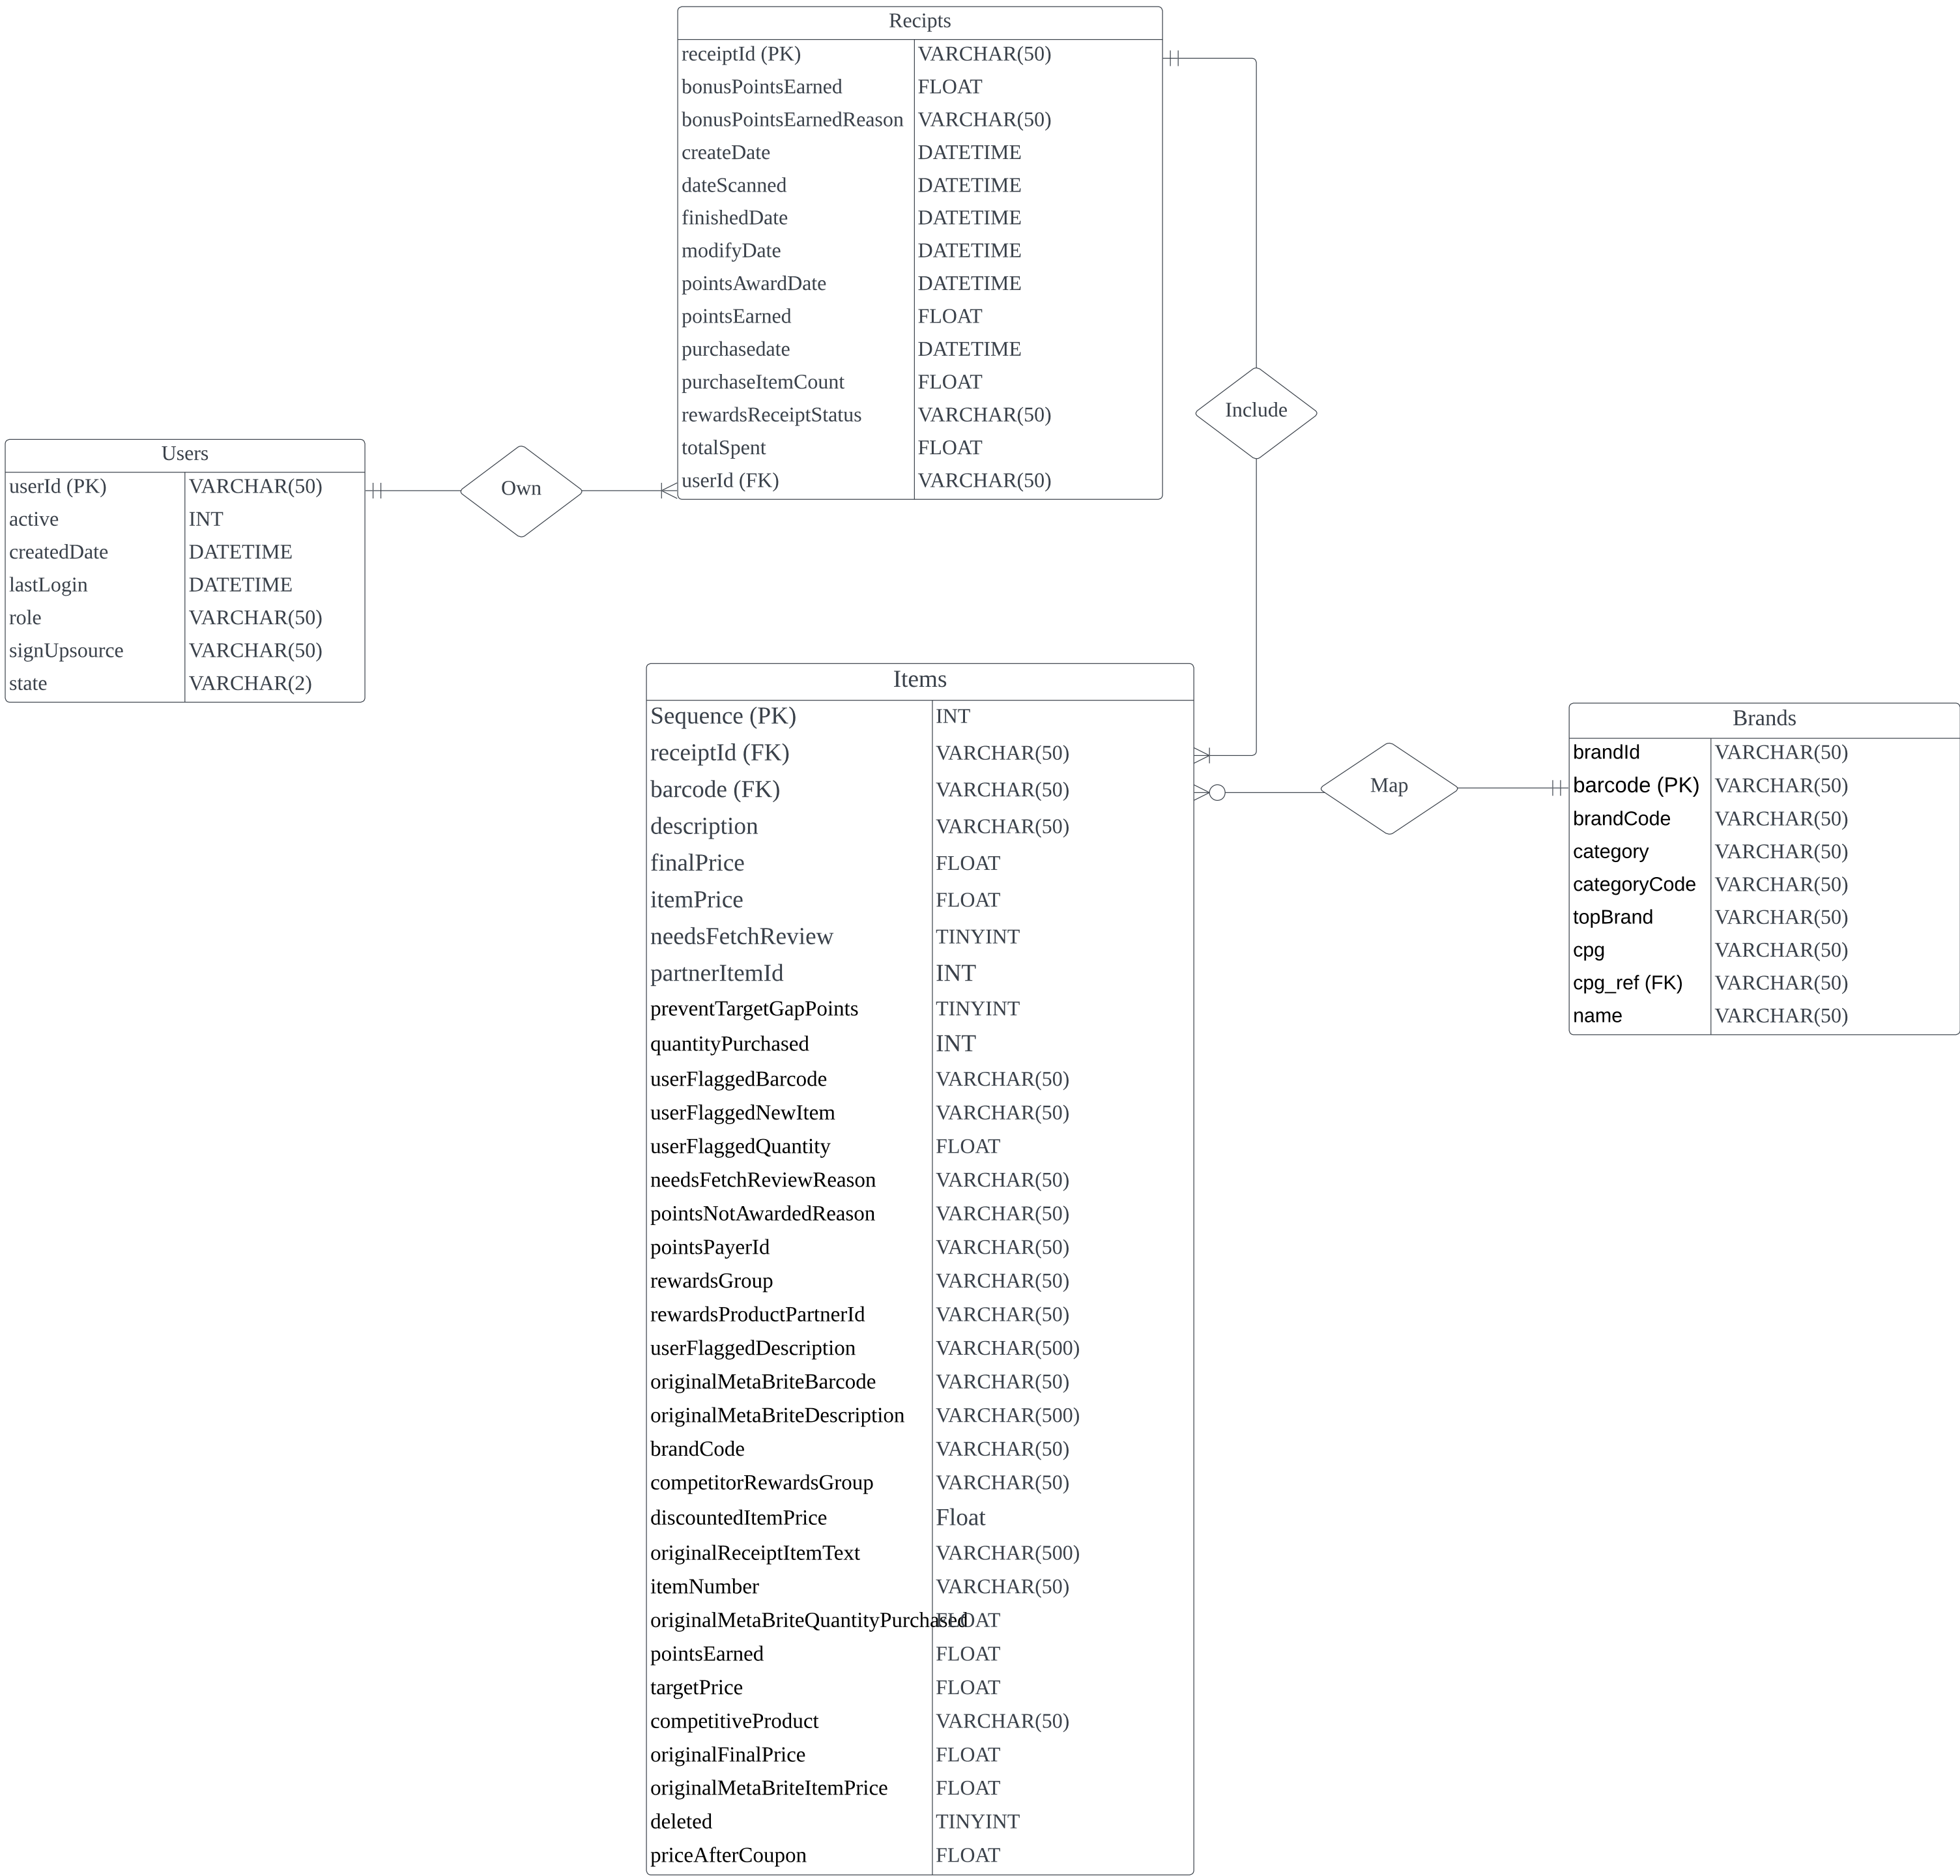 Recipts
receiptId (PK) VARCHAR(50)
bonusPointsEarned FLOAT
bonusPointsEarnedReason VARCHAR(50)
createDate DATETIME
dateScanned DATETIME
finishedDate DATETIME
modifyDate DATETIME
pointsAwardDate DATETIME
pointsEarned FLOAT
purchasedate DATETIME
purchaseItemCount FLOAT
rewardsReceiptStatus VARCHAR(50)
totalSpent FLOAT
userId (FK) VARCHAR(50)
Include
Users
userId (PK) VARCHAR(50)
active INT
createdDate DATETIME
lastLogin DATETIME
role VARCHAR(50)
signUpsource VARCHAR(50)
state VARCHAR(2)
Own
Items
Sequence (PK) INT
receiptId (FK) VARCHAR(50)
barcode (FK) VARCHAR(50)
description VARCHAR(50)
finalPrice FLOAT
itemPrice FLOAT
needsFetchReview TINYINT
partnerItemId INT
preventTargetGapPoints TINYINT
quantityPurchased INT
userFlaggedBarcode VARCHAR(50)
userFlaggedNewItem VARCHAR(50)
userFlaggedQuantity FLOAT
needsFetchReviewReason VARCHAR(50)
pointsNotAwardedReason VARCHAR(50)
pointsPayerId VARCHAR(50)
rewardsGroup VARCHAR(50)
rewardsProductPartnerId VARCHAR(50)
userFlaggedDescription VARCHAR(500)
originalMetaBriteBarcode VARCHAR(50)
originalMetaBriteDescription VARCHAR(500)
brandCode VARCHAR(50)
competitorRewardsGroup VARCHAR(50)
discountedItemPrice Float
originalReceiptItemText VARCHAR(500)
itemNumber VARCHAR(50)
originalMetaBriteQuantityPurchased FLOAT
pointsEarned FLOAT
targetPrice FLOAT
competitiveProduct VARCHAR(50)
originalFinalPrice FLOAT
originalMetaBriteItemPrice FLOAT
deleted TINYINT
priceAfterCoupon FLOAT
Map
Brands
brandId VARCHAR(50)
barcode (PK) VARCHAR(50)
brandCode VARCHAR(50)
category VARCHAR(50)
categoryCode VARCHAR(50)
topBrand VARCHAR(50)
cpg VARCHAR(50)
cpg_ref (FK) VARCHAR(50)
name VARCHAR(50)